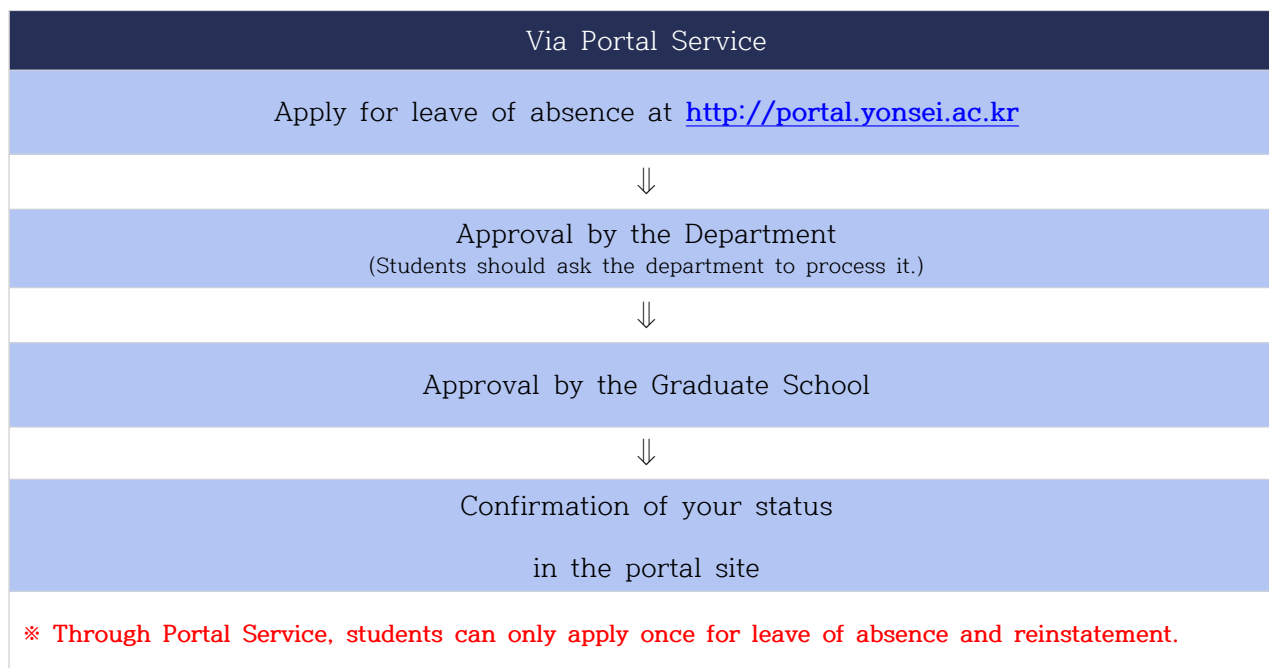 Via Portal Service
Apply for leave of absence at http://portal.yonsei.ac.kr
⇓
Approval by the Department
(Students should ask the department to process it.)
⇓
Approval by the Graduate School
⇓
Confirmation of your status
in the portal site
※ Through Portal Service, students can only apply once for leave of absence and reinstatement.